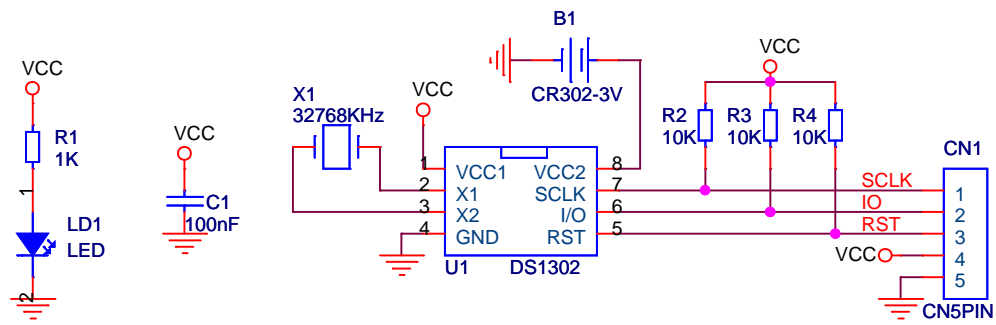 VCC
R1
1K
1
LD1
LED
2
VCC
C1
100nF
X1
32768KHz
VCC
B1
CR302-3V
1
2
3
4
VCC1
X1
X2
GND
VCC2
SCLK
I/O
RST
8
7
6
5
U1
DS1302
VCC
R2
10K
R3
10K
R4
10K
SCLK
IO
RST
VCC
CN1
1
2
3
4
5
CN5PIN